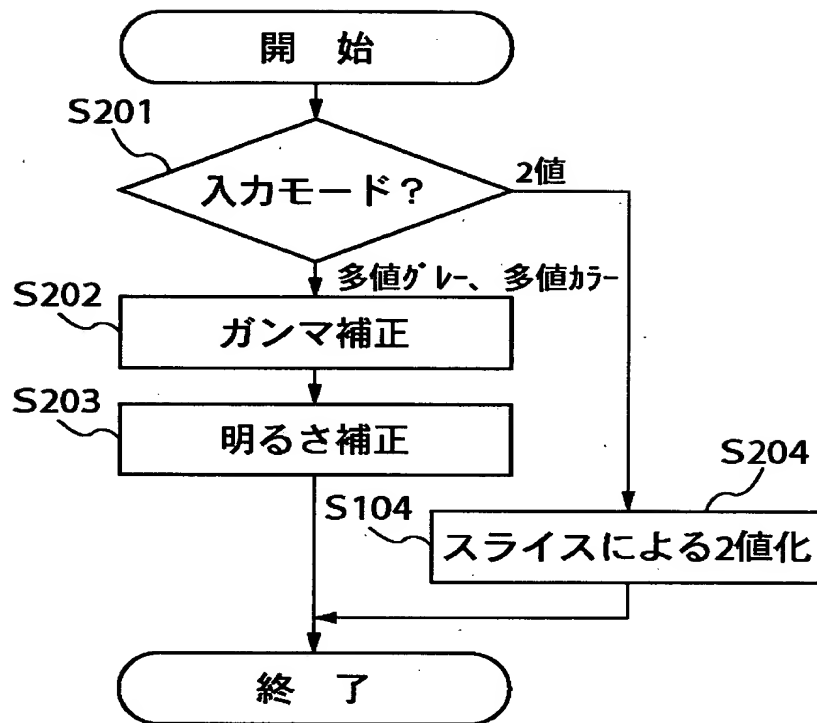 開 始
S201
入力モード？
2値
多値グレー、多値カラー
S202
ガンマ補正
S203
明るさ補正
S204
S104
スライスによる2値化
終 了